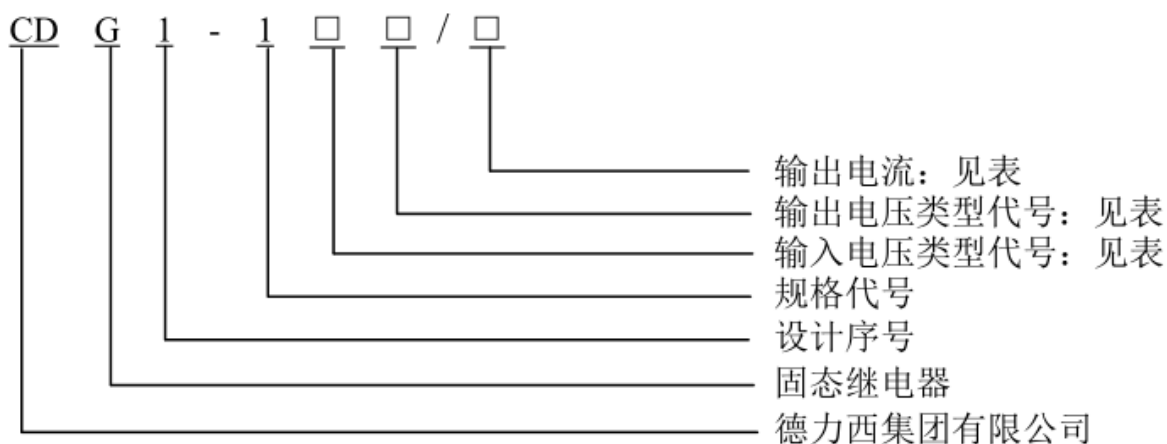 CD G 1 - 1 □ □ / □
输出电流：见表
输出电压类型代号：见表
输入电压类型代号：见表
规格代号
设计序号
固态继电器
德力西集团有限公司